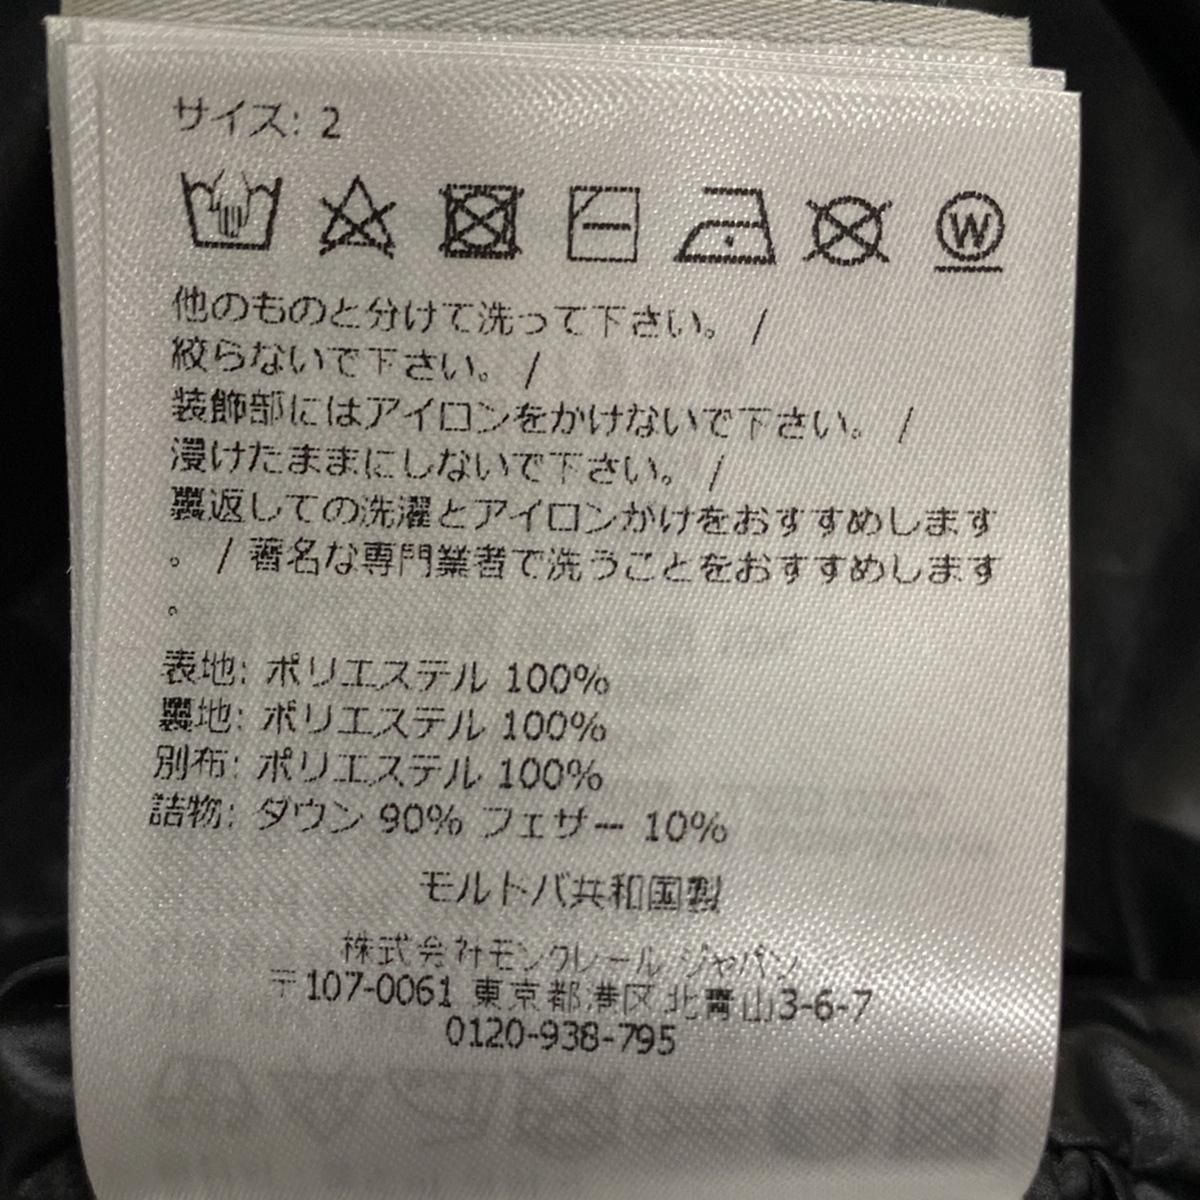 サイズ: 2
W
他のものと分けて洗って下さい。 /
絞らないで下さい。 /
装飾部にはアイロンをかけないで下さい。 /
浸けたままにしないで下さい。 /
裏返しての洗濯とアイロンかけをおすすめします
。 / 著名な専門業者で洗うことをおすすめします
。
表地: ポリエステル 100%
裏地: ポリエステル 100%
別布: ポリエステル 100%
詰物: ダウン 90% フェザー 10%
モルドバ共和国製
株式会社モンクレール ジャパン
〒107-0061 東京都港区 北青山3-6-7
0120-938-795